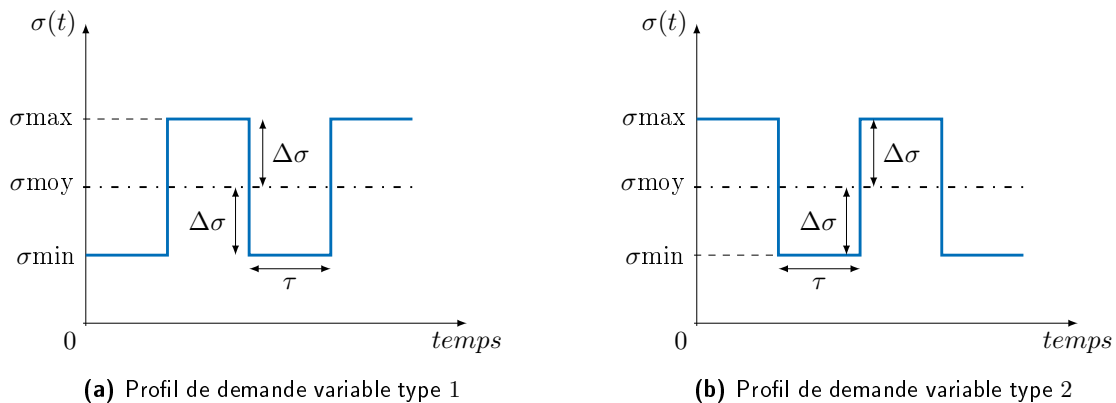 σ(t)
σmax
Δσ
σmoy
Δσ
σmin
τ
0
temps
(a) Profil de demande variable type 1
σ(t)
σmax
Δσ
σmoy
Δσ
σmin
τ
0
temps
(b) Profil de demande variable type 2